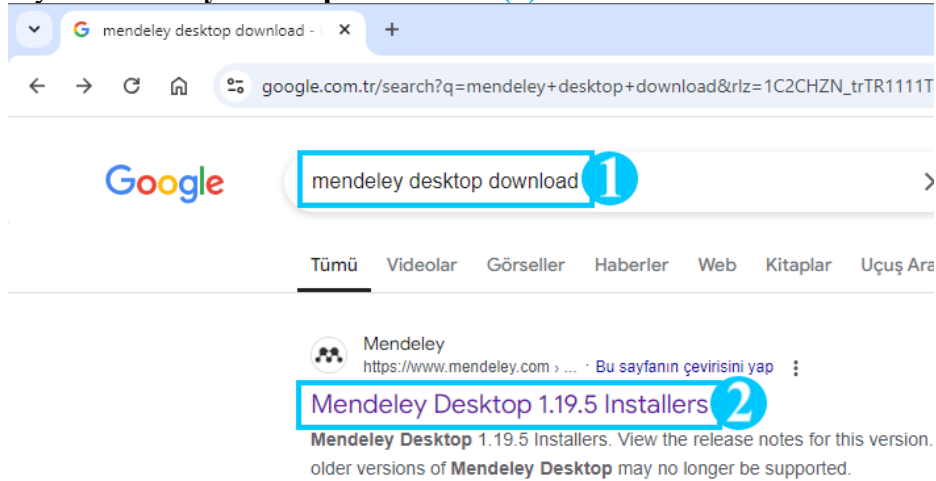 mendeley desktop download -
google.com.tr/search?q=mendeley+desktop+download&rlz=1C2CHZN_trTR1111T
Google
mendeley desktop download 1
Tümü Videolar Görseller Haberler Web Kitaplar Uçuş Ara
Mendeley
https://www.mendeley.com › ... · Bu sayfanın çevirisini yap
Mendeley Desktop 1.19.5 Installers 2
Mendeley Desktop 1.19.5 Installers. View the release notes for this version.
older versions of Mendeley Desktop may no longer be supported.